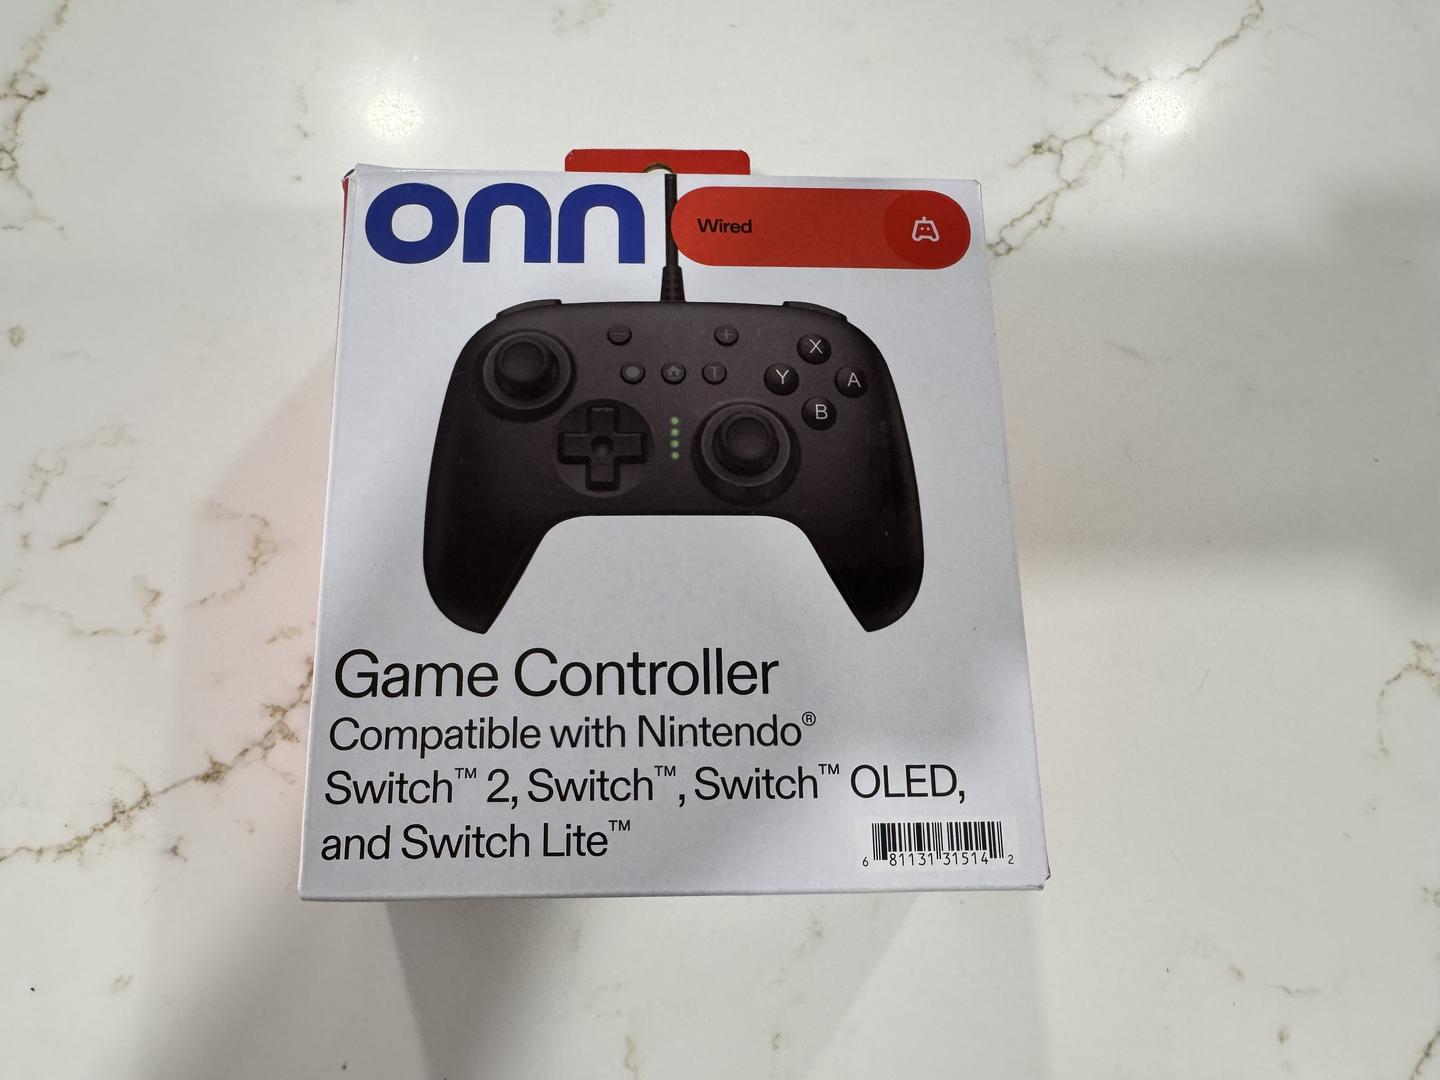 onn
Wired
− +
X
Y A
T
B
Game Controller
Compatible with Nintendo®
Switch™ 2, Switch™, Switch™ OLED,
and Switch Lite™
6 81131 31514 2